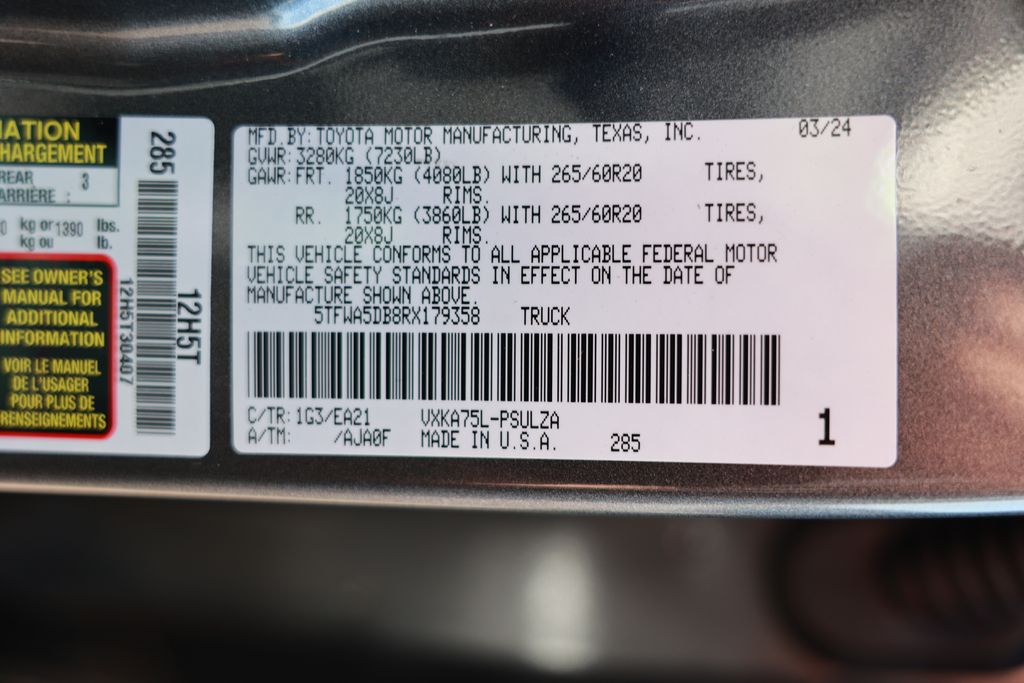 MATION
HARGEMENT
REAR
ARRIÈRE :
3
0 kg or 1390 lbs.
kg ou lb.
SEE OWNER'S
MANUAL FOR
ADDITIONAL
INFORMATION
VOIR LE MANUEL
DE L'USAGER
POUR PLUS DE
RENSEIGNEMENTS
12H5T30407
285
12H5T
MFD.BY:TOYOTA MOTOR MANUFACTURING, TEXAS, INC. 03/24
GVWR:3280KG (7230LB)
GAWR:FRT. 1850KG (4080LB) WITH 265/60R20 TIRES,
20X8J RIMS.
RR. 1750KG (3860LB) WITH 265/60R20 TIRES,
20X8J RIMS.
THIS VEHICLE CONFORMS TO ALL APPLICABLE FEDERAL MOTOR
VEHICLE SAFETY STANDARDS IN EFFECT ON THE DATE OF
MANUFACTURE SHOWN ABOVE.
5TFWA5DB8RX179358 TRUCK
C/TR:1G3/EA21 VXKA75L-PSULZA
A/TM: /AJA0F MADE IN U.S.A. 285
1